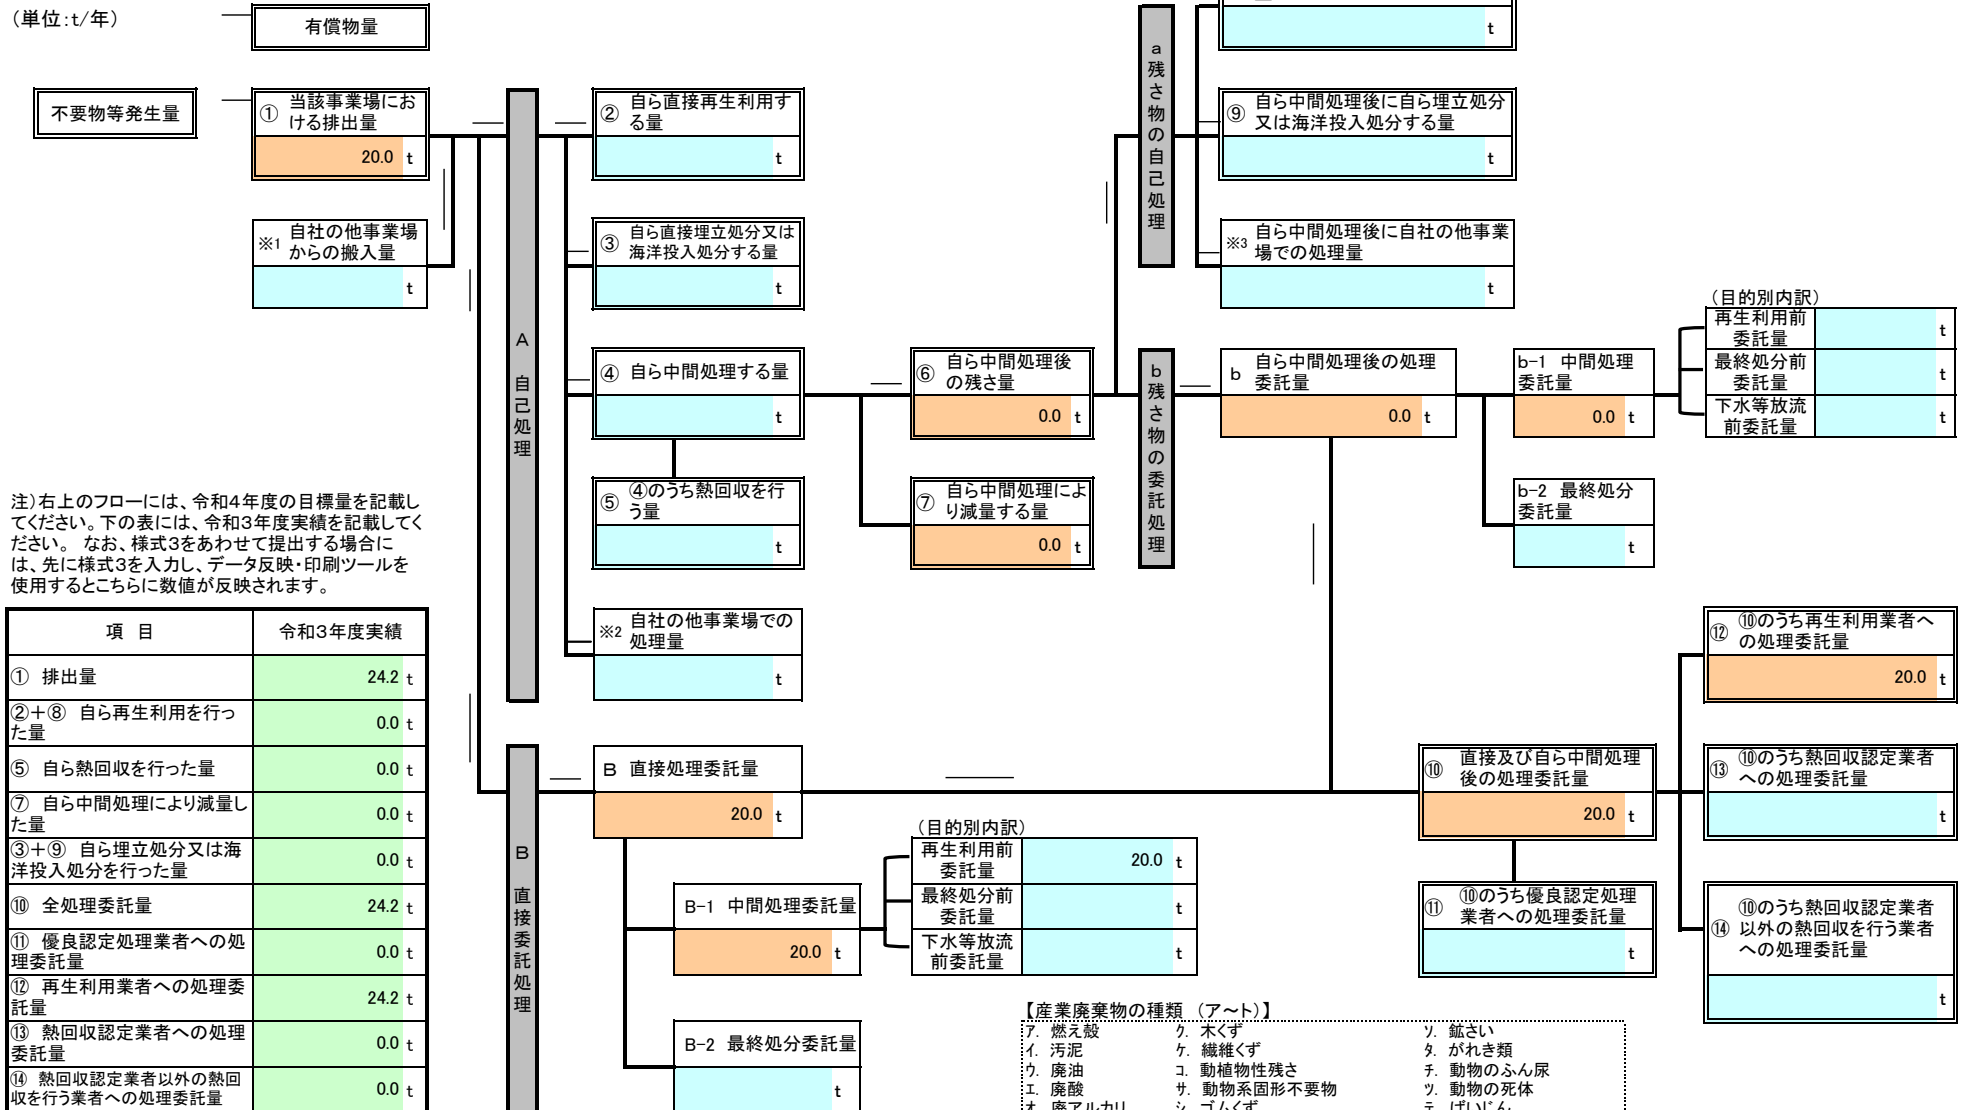 （単位：ｔ/年）
有償物量
不要物等発生量
① 当該事業場にお
ける排出量
20.0 t
※1 自社の他事業場
からの搬入量
t
A 自己処理
② 自ら直接再生利用す
る量
t
③ 自ら直接埋立処分又は
海洋投入処分する量
t
④ 自ら中間処理する量
t
⑤ ④のうち熱回収を行
う量
t
※2 自社の他事業場での
処理量
t
⑥ 自ら中間処理後
の残さ量
0.0 t
⑦ 自ら中間処理によ
り減量する量
0.0 t
a 残さ物の自己処理
t
⑨ 自ら中間処理後に自ら埋立処分
又は海洋投入処分する量
t
※3 自ら中間処理後に自社の他事業
場での処理量
t
b 残さ物の委託処理
b 自ら中間処理後の処理
委託量
0.0 t
b-1 中間処理
委託量
0.0 t
b-2 最終処分
委託量
t
（目的別内訳）
再生利用前
委託量
t
最終処分前
委託量
t
下水等放流
前委託量
t
注）右上のフローには、令和４年度の目標量を記載し
てください。下の表には、令和３年度実績を記載してく
ださい。 なお、様式３をあわせて提出する場合に
は、先に様式３を入力し、データ反映・印刷ツールを
使用するとこちらに数値が反映されます。
項 目 令和３年度実績
① 排出量 24.2 t
②＋⑧ 自ら再生利用を行っ
た量 0.0 t
⑤ 自ら熱回収を行った量 0.0 t
⑦ 自ら中間処理により減量し
た量 0.0 t
③＋⑨ 自ら埋立処分又は海
洋投入処分を行った量 0.0 t
⑩ 全処理委託量 24.2 t
⑪ 優良認定処理業者への処
理委託量 0.0 t
⑫ 再生利用業者への処理委
託量 24.2 t
⑬ 熱回収認定業者への処理
委託量 0.0 t
⑭ 熱回収認定業者以外の熱回
収を行う業者への処理委託量 0.0 t
B 直接委託処理
B 直接処理委託量
20.0 t
B-1 中間処理委託量
20.0 t
B-2 最終処分委託量
t
（目的別内訳）
再生利用前
委託量
20.0 t
最終処分前
委託量
t
下水等放流
前委託量
t
⑩ 直接及び自ら中間処理
後の処理委託量
20.0 t
⑪ ⑩のうち優良認定処理
業者への処理委託量
t
⑫ ⑩のうち再生利用業者へ
の処理委託量
20.0 t
⑬ ⑩のうち熱回収認定業者
への処理委託量
t
⑭ ⑩のうち熱回収認定業者
以外の熱回収を行う業者
への処理委託量
t
【産業廃棄物の種類 （ア～ト）】
ア. 燃え殻 ク. 木くず ソ. 鉱さい
イ. 汚泥 ケ. 繊維くず タ. がれき類
ウ. 廃油 コ. 動植物性残さ チ. 動物のふん尿
エ. 廃酸 サ. 動物系固形不要物 ツ. 動物の死体
オ. 廃アルカリ シ. ゴムくず テ. ばいじん